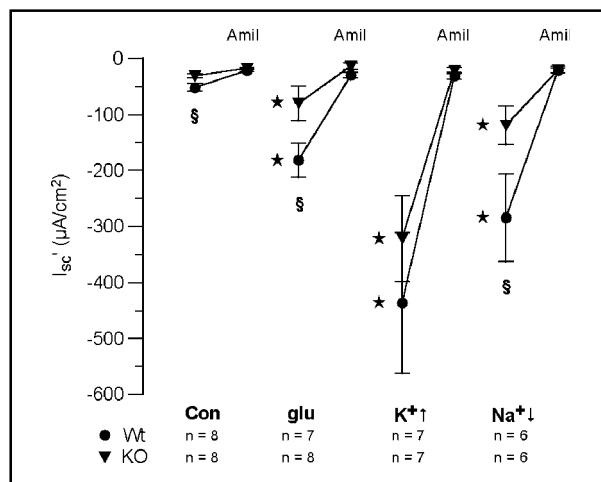 Amil Amil Amil Amil
0
-100
-200
-300
-400
-500
-600
I_sc' (µA/cm²)
★
★
★
★
★
★
§ § §
Con glu K⁺↑ Na⁺↓
● Wt n = 8 n = 7 n = 7 n = 6
▼ KO n = 8 n = 8 n = 7 n = 6